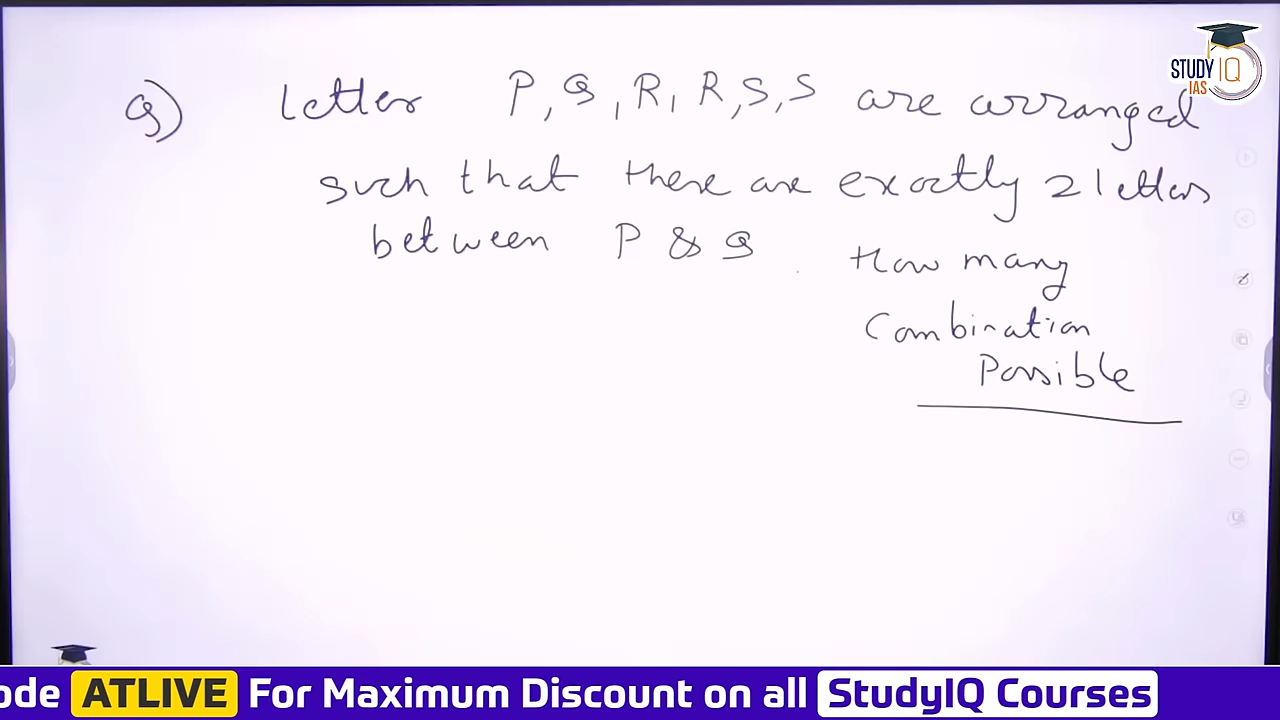 Q) Letter P, Q, R, R, S, S are arranged
such that there are exactly 2 letters
between P & Q. How many
Combination
Possible
STUDY IQ
IAS
ode ATLIVE For Maximum Discount on all StudyIQ Courses